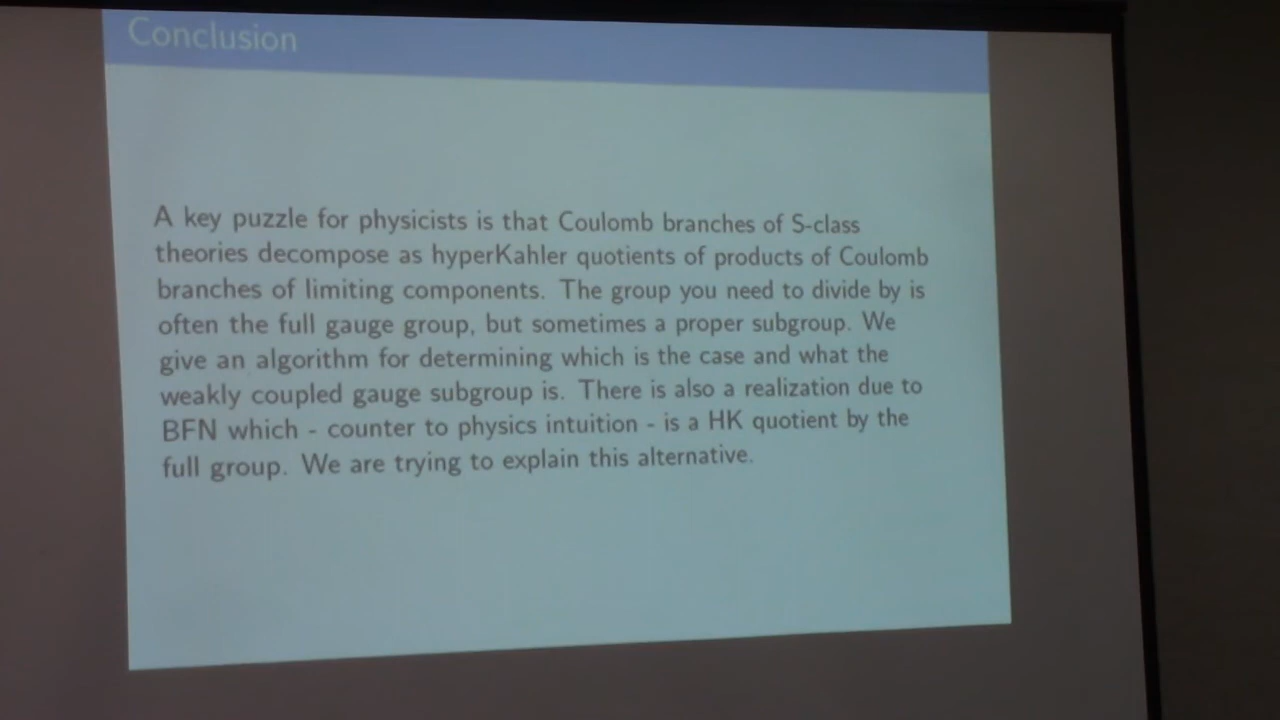 Conclusion
A key puzzle for physicists is that Coulomb branches of S-class
theories decompose as hyperKahler quotients of products of Coulomb
branches of limiting components. The group you need to divide by is
often the full gauge group, but sometimes a proper subgroup. We
give an algorithm for determining which is the case and what the
weakly coupled gauge subgroup is. There is also a realization due to
BFN which - counter to physics intuition - is a HK quotient by the
full group. We are trying to explain this alternative.